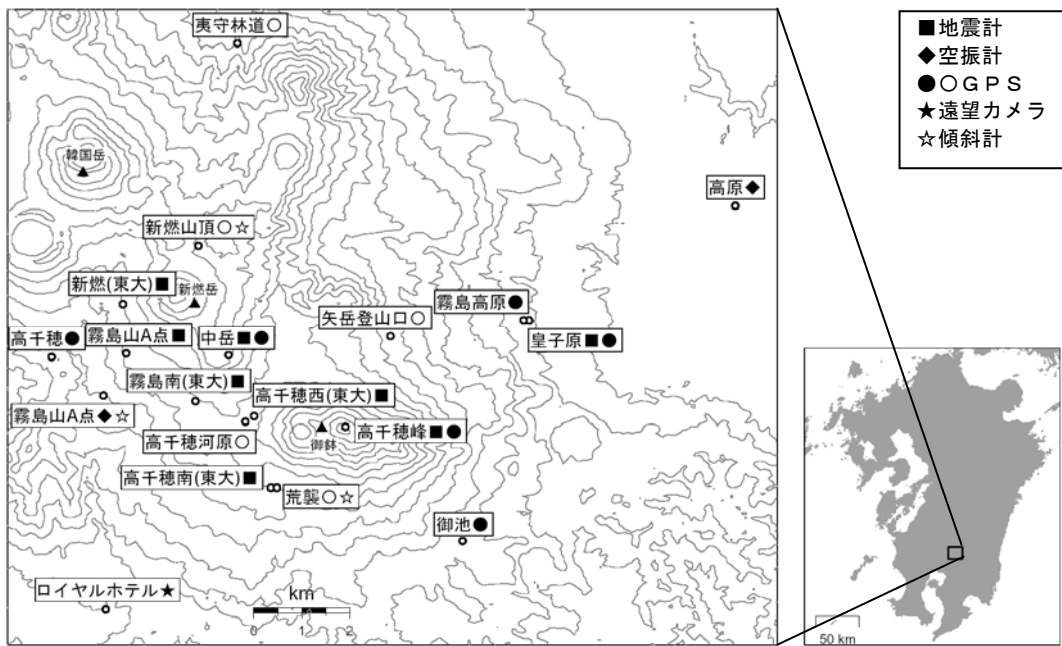 夷守林道○
■地震計
◆空振計
●○GPS
★遠望カメラ
☆傾斜計
韓国岳
▲
高原◆
新燃山頂○☆
新燃(東大)■
新燃岳
▲
霧島高原●
矢岳登山口○
皇子原■●
高千穂●
霧島山A点■
中岳■●
霧島南(東大)■
高千穂西(東大)■
霧島山A点◆☆
高千穂河原○
▲
御鉢
高千穂峰■●
高千穂南(東大)■
荒襲○☆
御池●
ロイヤルホテル★
km
0 1 2
50 km